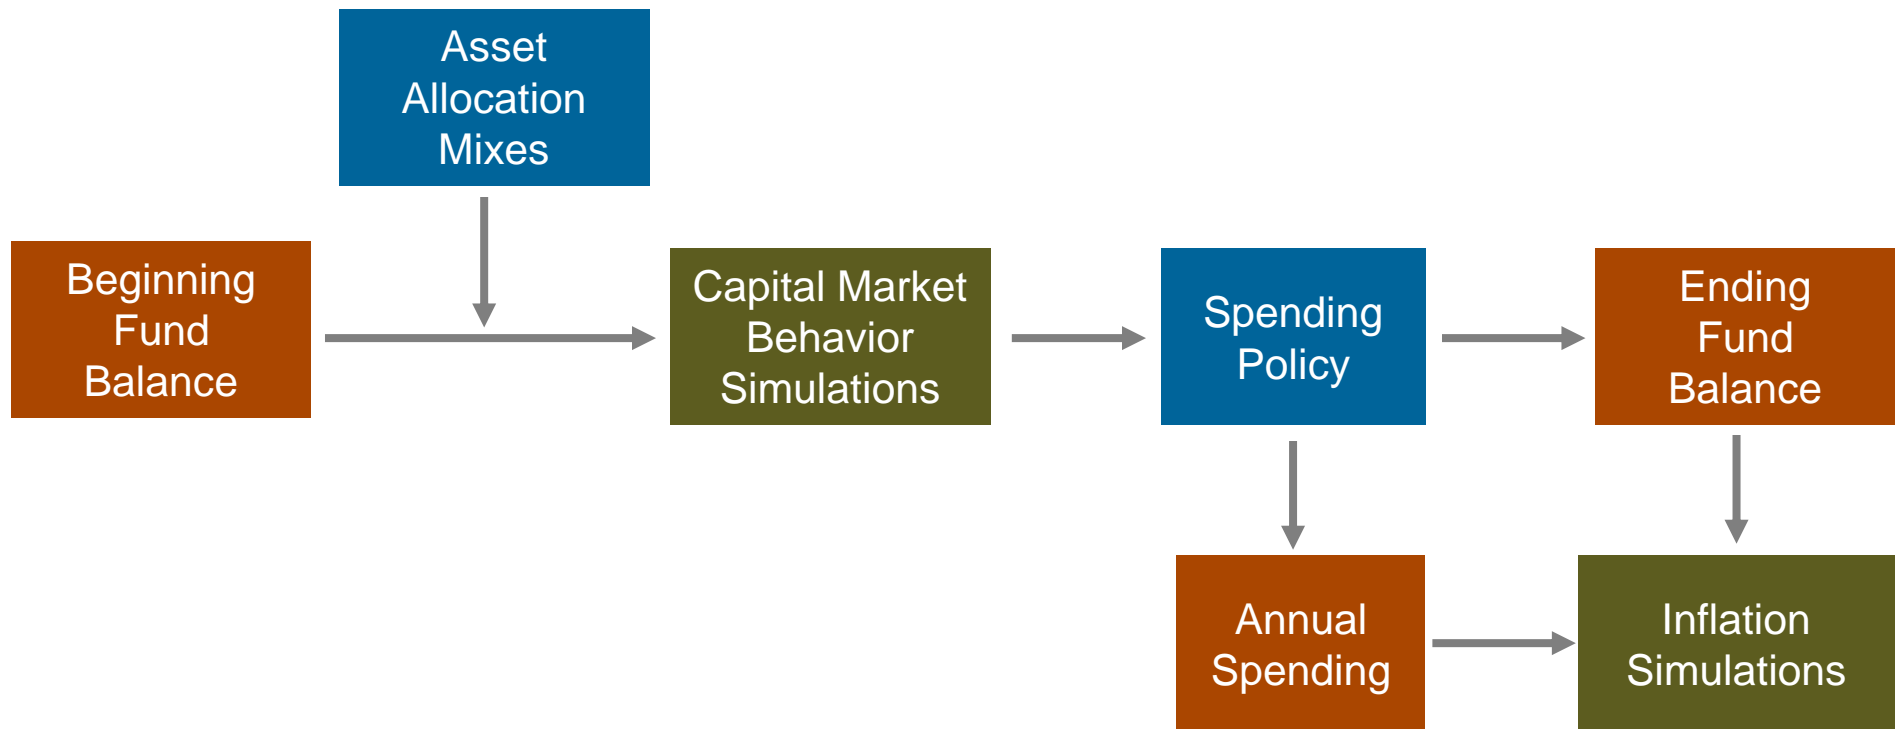 Asset
Allocation
Mixes
Beginning
Fund
Balance
Capital Market
Behavior
Simulations
Spending
Policy
Ending
Fund
Balance
Annual
Spending
Inflation
Simulations